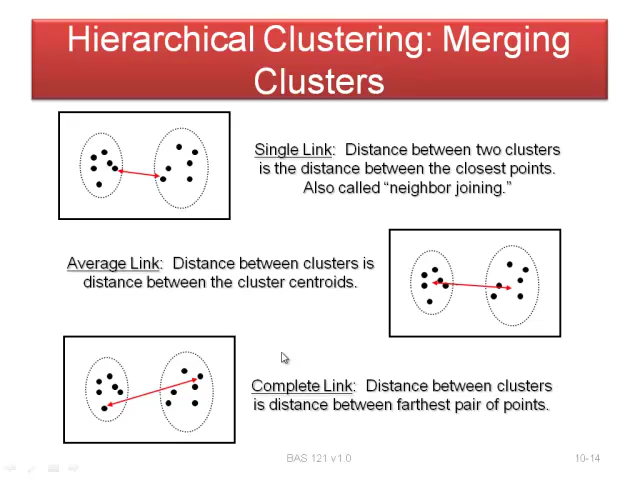 Hierarchical Clustering: Merging
Clusters
Single Link: Distance between two clusters
is the distance between the closest points.
Also called “neighbor joining.”
Average Link: Distance between clusters is
distance between the cluster centroids.
Complete Link: Distance between clusters
is distance between farthest pair of points.
BAS 121 v1.0
10-14